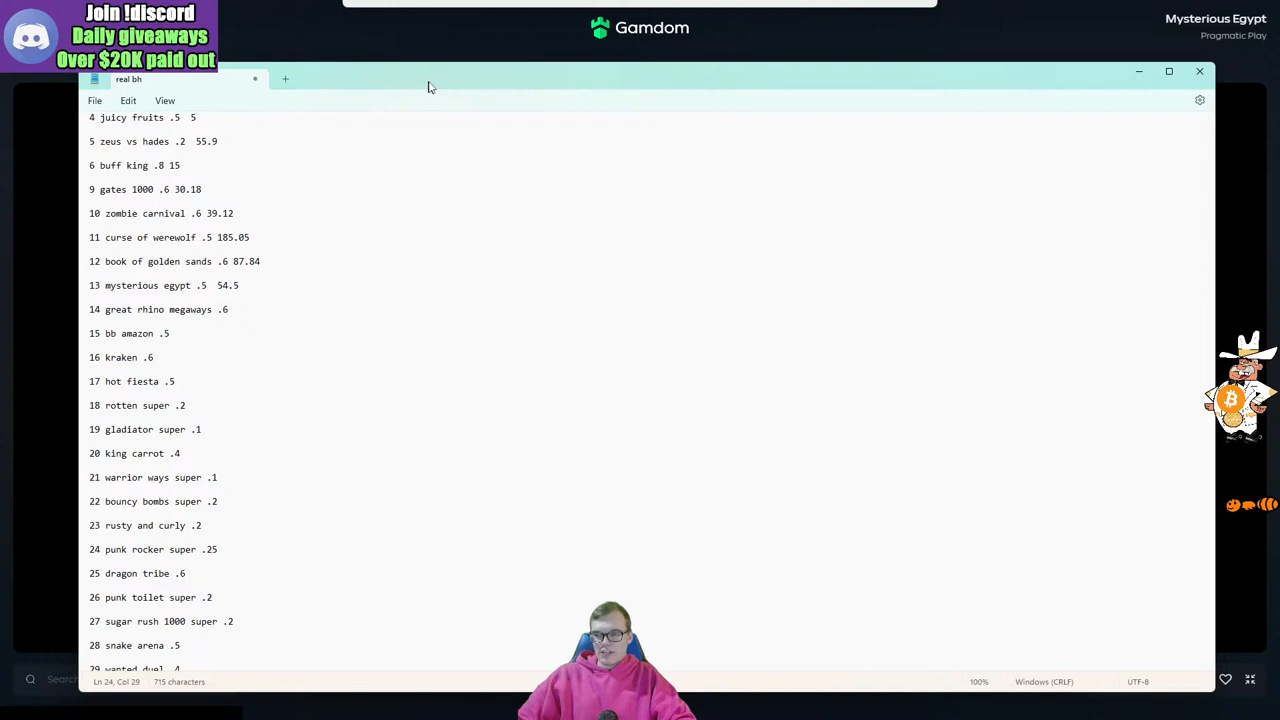 Join !discord
Daily giveaways
Over $20K paid out
Gamdom
Mysterious Egypt
Pragmatic Play
real bh
File Edit View
4 juicy fruits .5  5
5 zeus vs hades .2  55.9
6 buff king .8 15
9 gates 1000 .6 30.18
10 zombie carnival .6 39.12
11 curse of werewolf .5 185.05
12 book of golden sands .6 87.84
13 mysterious egypt .5  54.5
14 great rhino megaways .6
15 bb amazon .5
16 kraken .6
17 hot fiesta .5
18 rotten super .2
19 gladiator super .1
20 king carrot .4
21 warrior ways super .1
22 bouncy bombs super .2
23 rusty and curly .2
24 punk rocker super .25
25 dragon tribe .6
26 punk toilet super .2
27 sugar rush 1000 super .2
28 snake arena .5
29 wanted duel .4
Ln 24, Col 29 715 characters 100% Windows (CRLF) UTF-8
Search